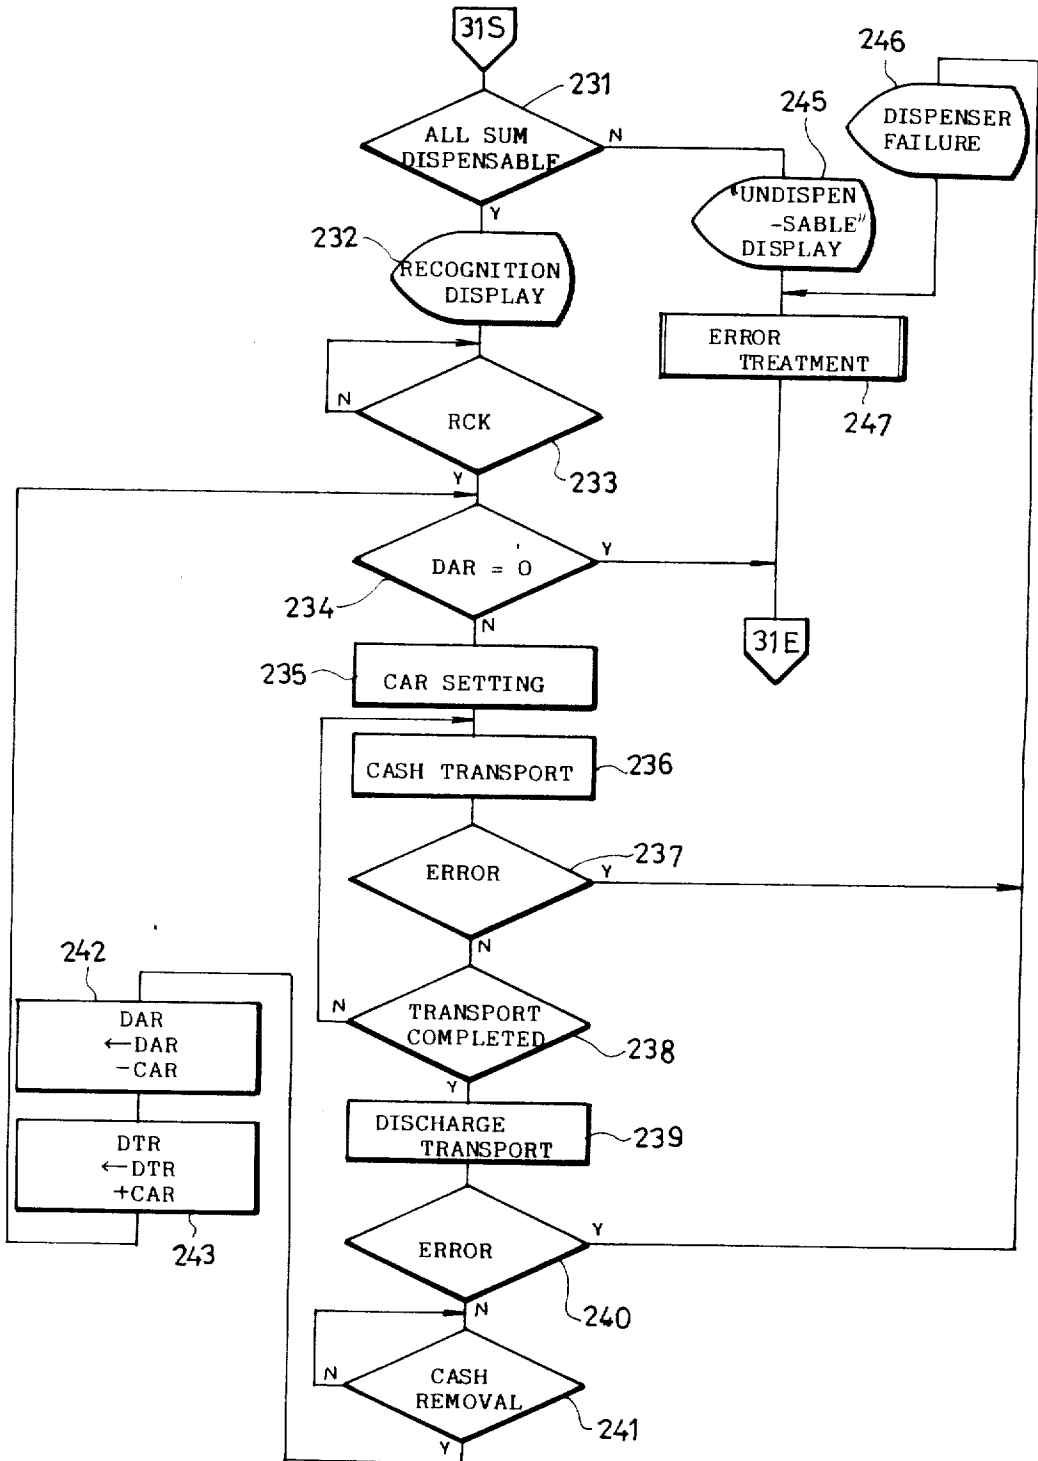 31S
231
ALL SUM
DISPENSABLE
N
Y
246
DISPENSER
FAILURE
245
"UNDISPEN
-SABLE"
DISPLAY
232
RECOGNITION
DISPLAY
ERROR
TREATMENT
247
N
RCK
Y
233
DAR = 0
Y
234
N
31E
235
CAR SETTING
CASH TRANSPORT
236
ERROR
237
Y
N
TRANSPORT
COMPLETED
N
238
Y
DISCHARGE
TRANSPORT
239
242
DAR
←DAR
-CAR
DTR
←DTR
+CAR
243
ERROR
Y
240
N
CASH
REMOVAL
N
241
Y